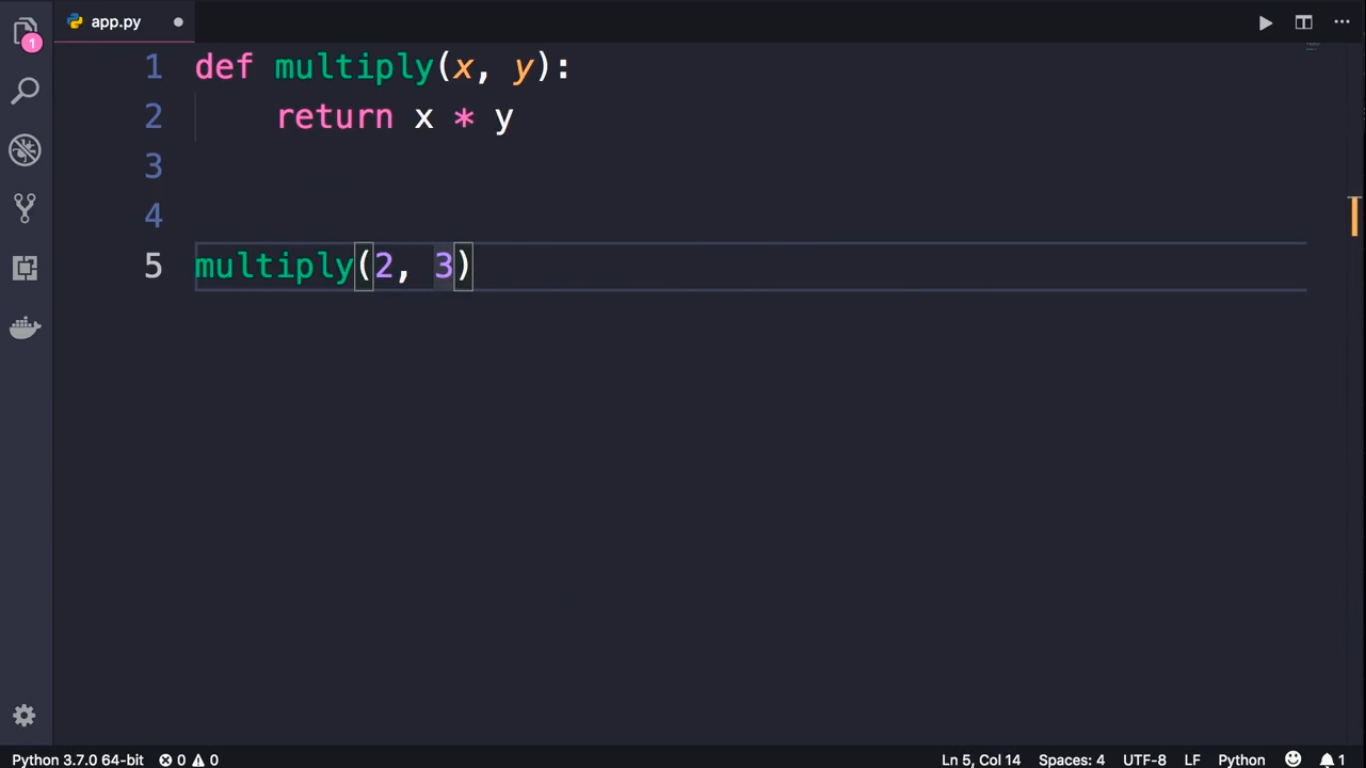 app.py
1
1 def multiply(x, y):
2     return x * y
3
4
5 multiply(2, 3)
Python 3.7.0 64-bit 0 0 Ln 5, Col 14 Spaces: 4 UTF-8 LF Python 1